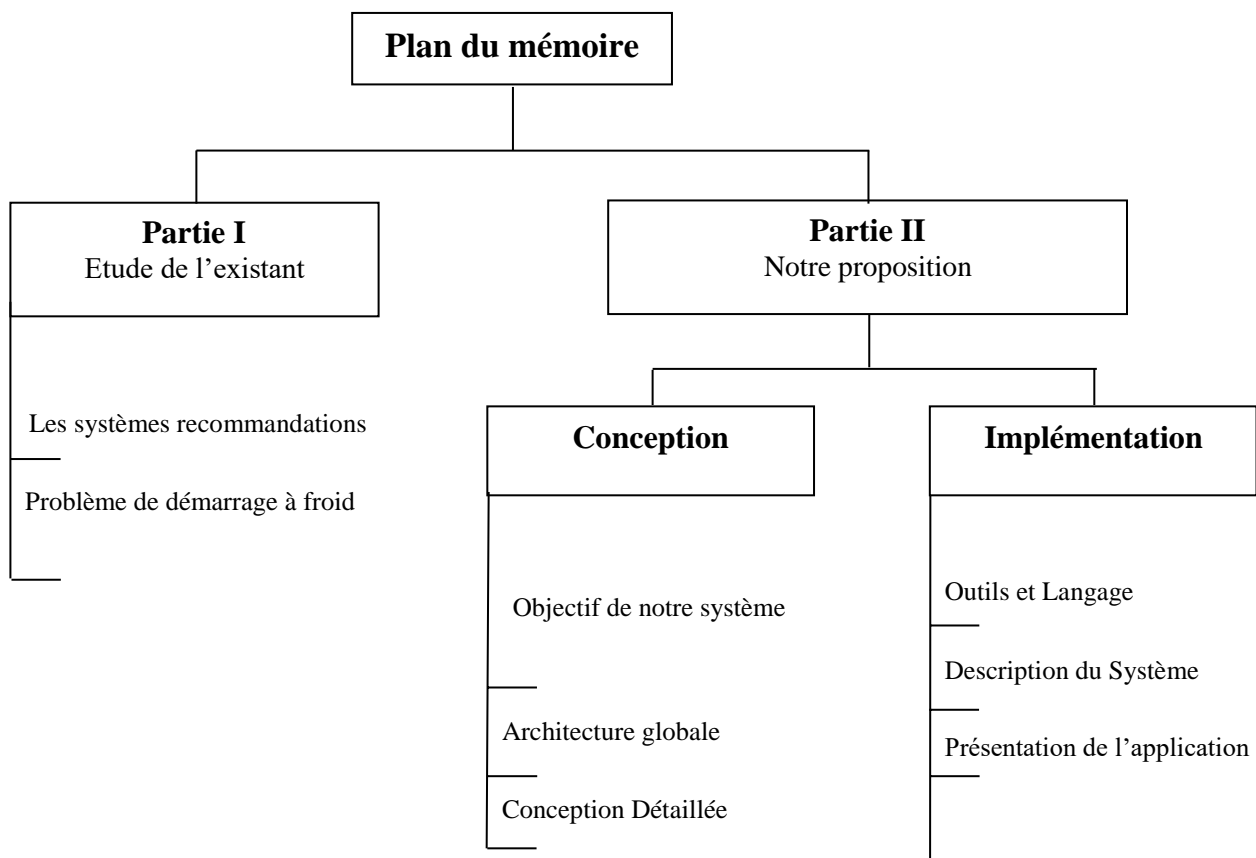 Plan du mémoire
Partie I
Etude de l’existant
Les systèmes recommandations
Problème de démarrage à froid
Partie II
Notre proposition
Conception
Objectif de notre système
Architecture globale
Conception Détaillée
Implémentation
Outils et Langage
Description du Système
Présentation de l’application